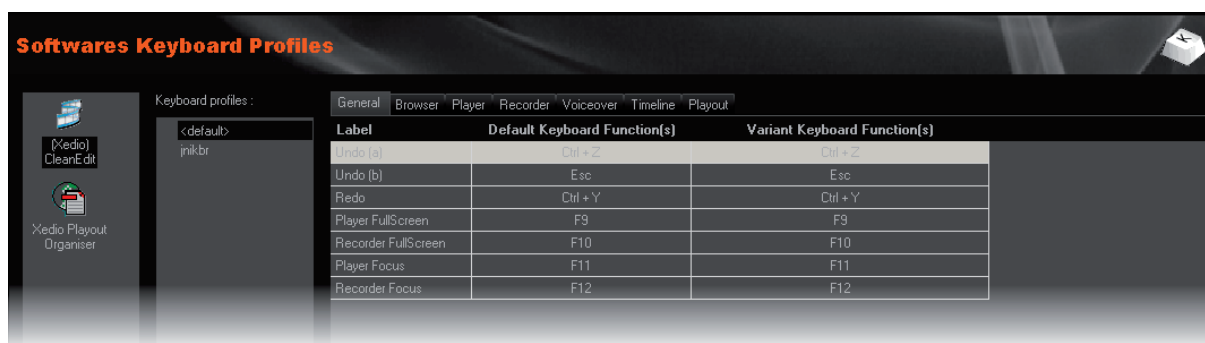 Softwares Keyboard Profiles
K
(Xedio)
CleanEdit
Xedio Playout
Organiser
Keyboard profiles :
<default>
jnikbr
General Browser Player Recorder Voiceover Timeline Playout
Label Default Keyboard Function(s) Variant Keyboard Function(s)
Undo (a) Ctrl + Z Ctrl + Z
Undo (b) Esc Esc
Redo Ctrl + Y Ctrl + Y
Player FullScreen F9 F9
Recorder FullScreen F10 F10
Player Focus F11 F11
Recorder Focus F12 F12